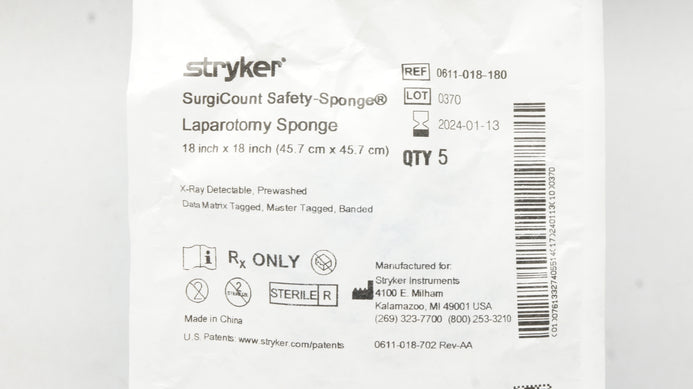 stryker®
SurgiCount Safety-Sponge®
Laparotomy Sponge
18 inch x 18 inch (45.7 cm x 45.7 cm)
X-Ray Detectable, Prewashed
Data Matrix Tagged, Master Tagged, Banded
REF 0611-018-180
LOT 0370
2024-01-13
QTY 5
Rx ONLY
STERILE R
Made in China
U.S. Patents: www.stryker.com/patents
Manufactured for:
Stryker Instruments
4100 E. Milham
Kalamazoo, MI 49001 USA
(269) 323-7700 (800) 253-3210
0611-018-702 Rev-AA